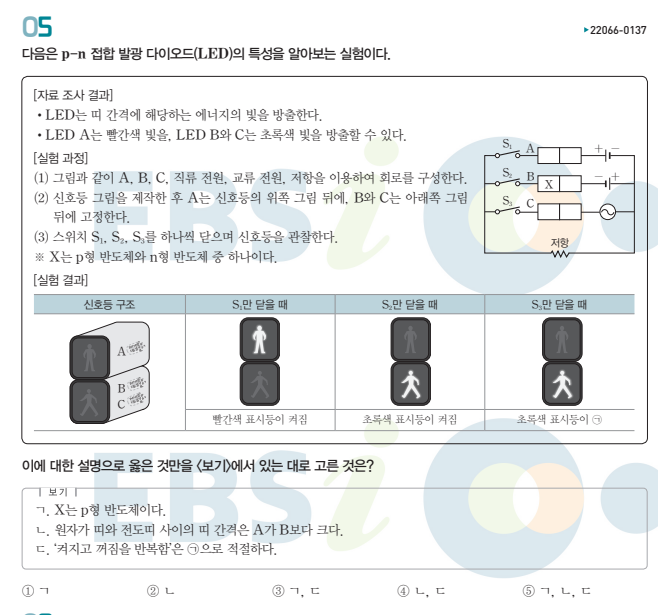 05
▶22066-0137
다음은 p-n 접합 발광 다이오드(LED)의 특성을 알아보는 실험이다.
[자료 조사 결과]
• LED는 띠 간격에 해당하는 에너지의 빛을 방출한다.
• LED A는 빨간색 빛을, LED B와 C는 초록색 빛을 방출할 수 있다.
[실험 과정]
(1) 그림과 같이 A, B, C, 직류 전원, 교류 전원, 저항을 이용하여 회로를 구성한다.
(2) 신호등 그림을 제작한 후 A는 신호등의 위쪽 그림 뒤에, B와 C는 아래쪽 그림
뒤에 고정한다.
(3) 스위치 S₁, S₂, S₃를 하나씩 닫으며 신호등을 관찰한다.
※ X는 p형 반도체와 n형 반도체 중 하나이다.
S₁ A + −
S₂ B X − +
S₃ C
저항
[실험 결과]
신호등 구조 S₁만 닫을 때 S₂만 닫을 때 S₃만 닫을 때
A
B
C
빨간색 표시등이 켜짐 초록색 표시등이 켜짐 초록색 표시등이 ㉠
이에 대한 설명으로 옳은 것만을 〈보기〉에서 있는 대로 고른 것은?
보기
ㄱ. X는 p형 반도체이다.
ㄴ. 원자가 띠와 전도띠 사이의 띠 간격은 A가 B보다 크다.
ㄷ. '켜지고 꺼짐을 반복함'은 ㉠으로 적절하다.
① ㄱ ② ㄴ ③ ㄱ, ㄷ ④ ㄴ, ㄷ ⑤ ㄱ, ㄴ, ㄷ
EBSi
EBSi